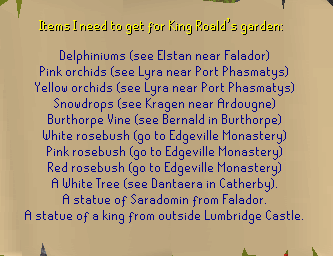 Items I need to get for King Roald's garden:
Delphiniums (see Elstan near Falador)
Pink orchids (see Lyra near Port Phasmatys)
Yellow orchids (see Lyra near Port Phasmatys)
Snowdrops (see Kragen near Ardougne)
Burthorpe Vine (see Bernald in Burthorpe)
White rosebush (go to Edgeville Monastery)
Pink rosebush (go to Edgeville Monastery)
Red rosebush (go to Edgeville Monastery)
A White Tree (see Dantaera in Catherby).
A statue of Saradomin from Falador.
A statue of a king from outside Lumbridge Castle.